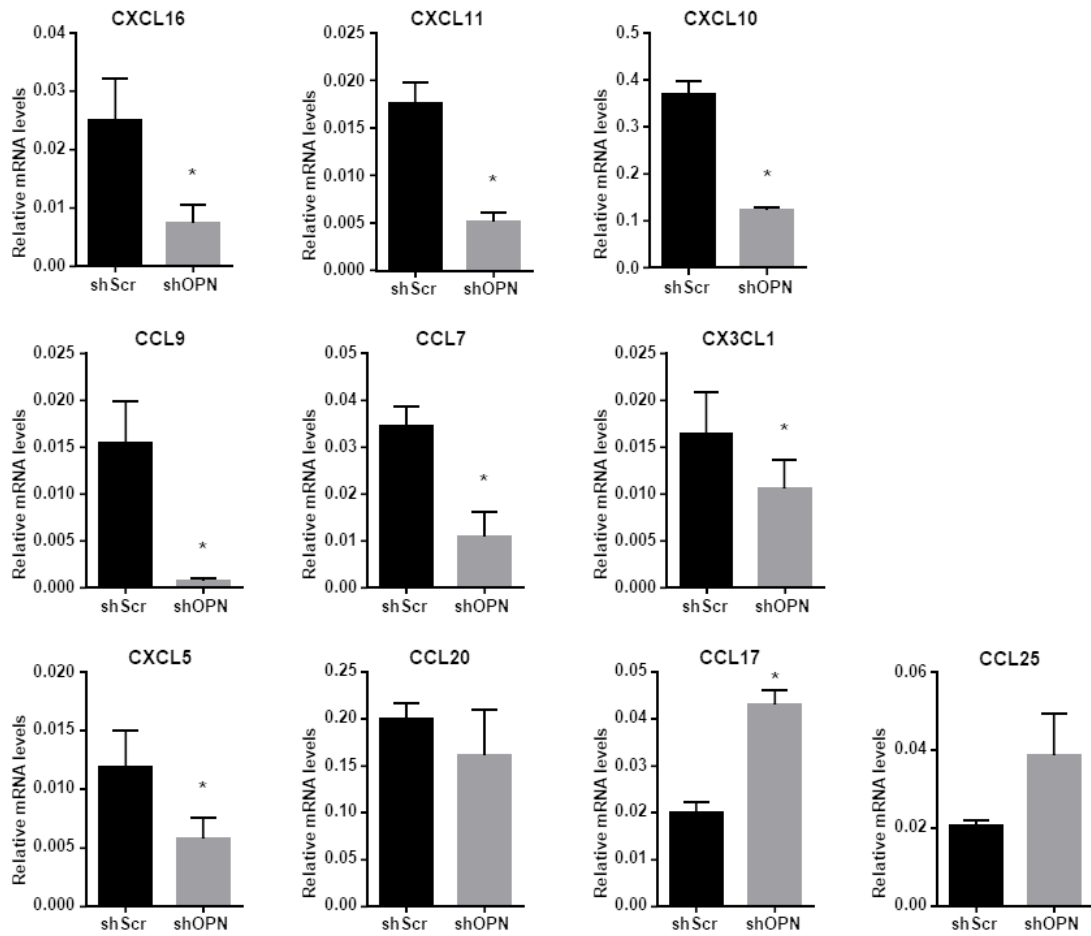 CXCL16
CXCL11
CXCL10
Relative mRNA levels
0.04
0.03
0.02
0.01
0.00
*
shScr
shOPN
Relative mRNA levels
0.025
0.020
0.015
0.010
0.005
0.000
*
shScr
shOPN
Relative mRNA levels
0.5
0.4
0.3
0.2
0.1
0.0
*
shScr
shOPN
CCL9
CCL7
CX3CL1
Relative mRNA levels
0.025
0.020
0.015
0.010
0.005
0.000
*
shScr
shOPN
Relative mRNA levels
0.05
0.04
0.03
0.02
0.01
0.00
*
shScr
shOPN
Relative mRNA levels
0.025
0.020
0.015
0.010
0.005
0.000
*
shScr
shOPN
CXCL5
CCL20
CCL17
CCL25
Relative mRNA levels
0.020
0.015
0.010
0.005
0.000
*
shScr
shOPN
Relative mRNA levels
0.25
0.20
0.15
0.10
0.05
0.00
shScr
shOPN
Relative mRNA levels
0.05
0.04
0.03
0.02
0.01
0.00
*
shScr
shOPN
Relative mRNA levels
0.06
0.04
0.02
0.00
shScr
shOPN